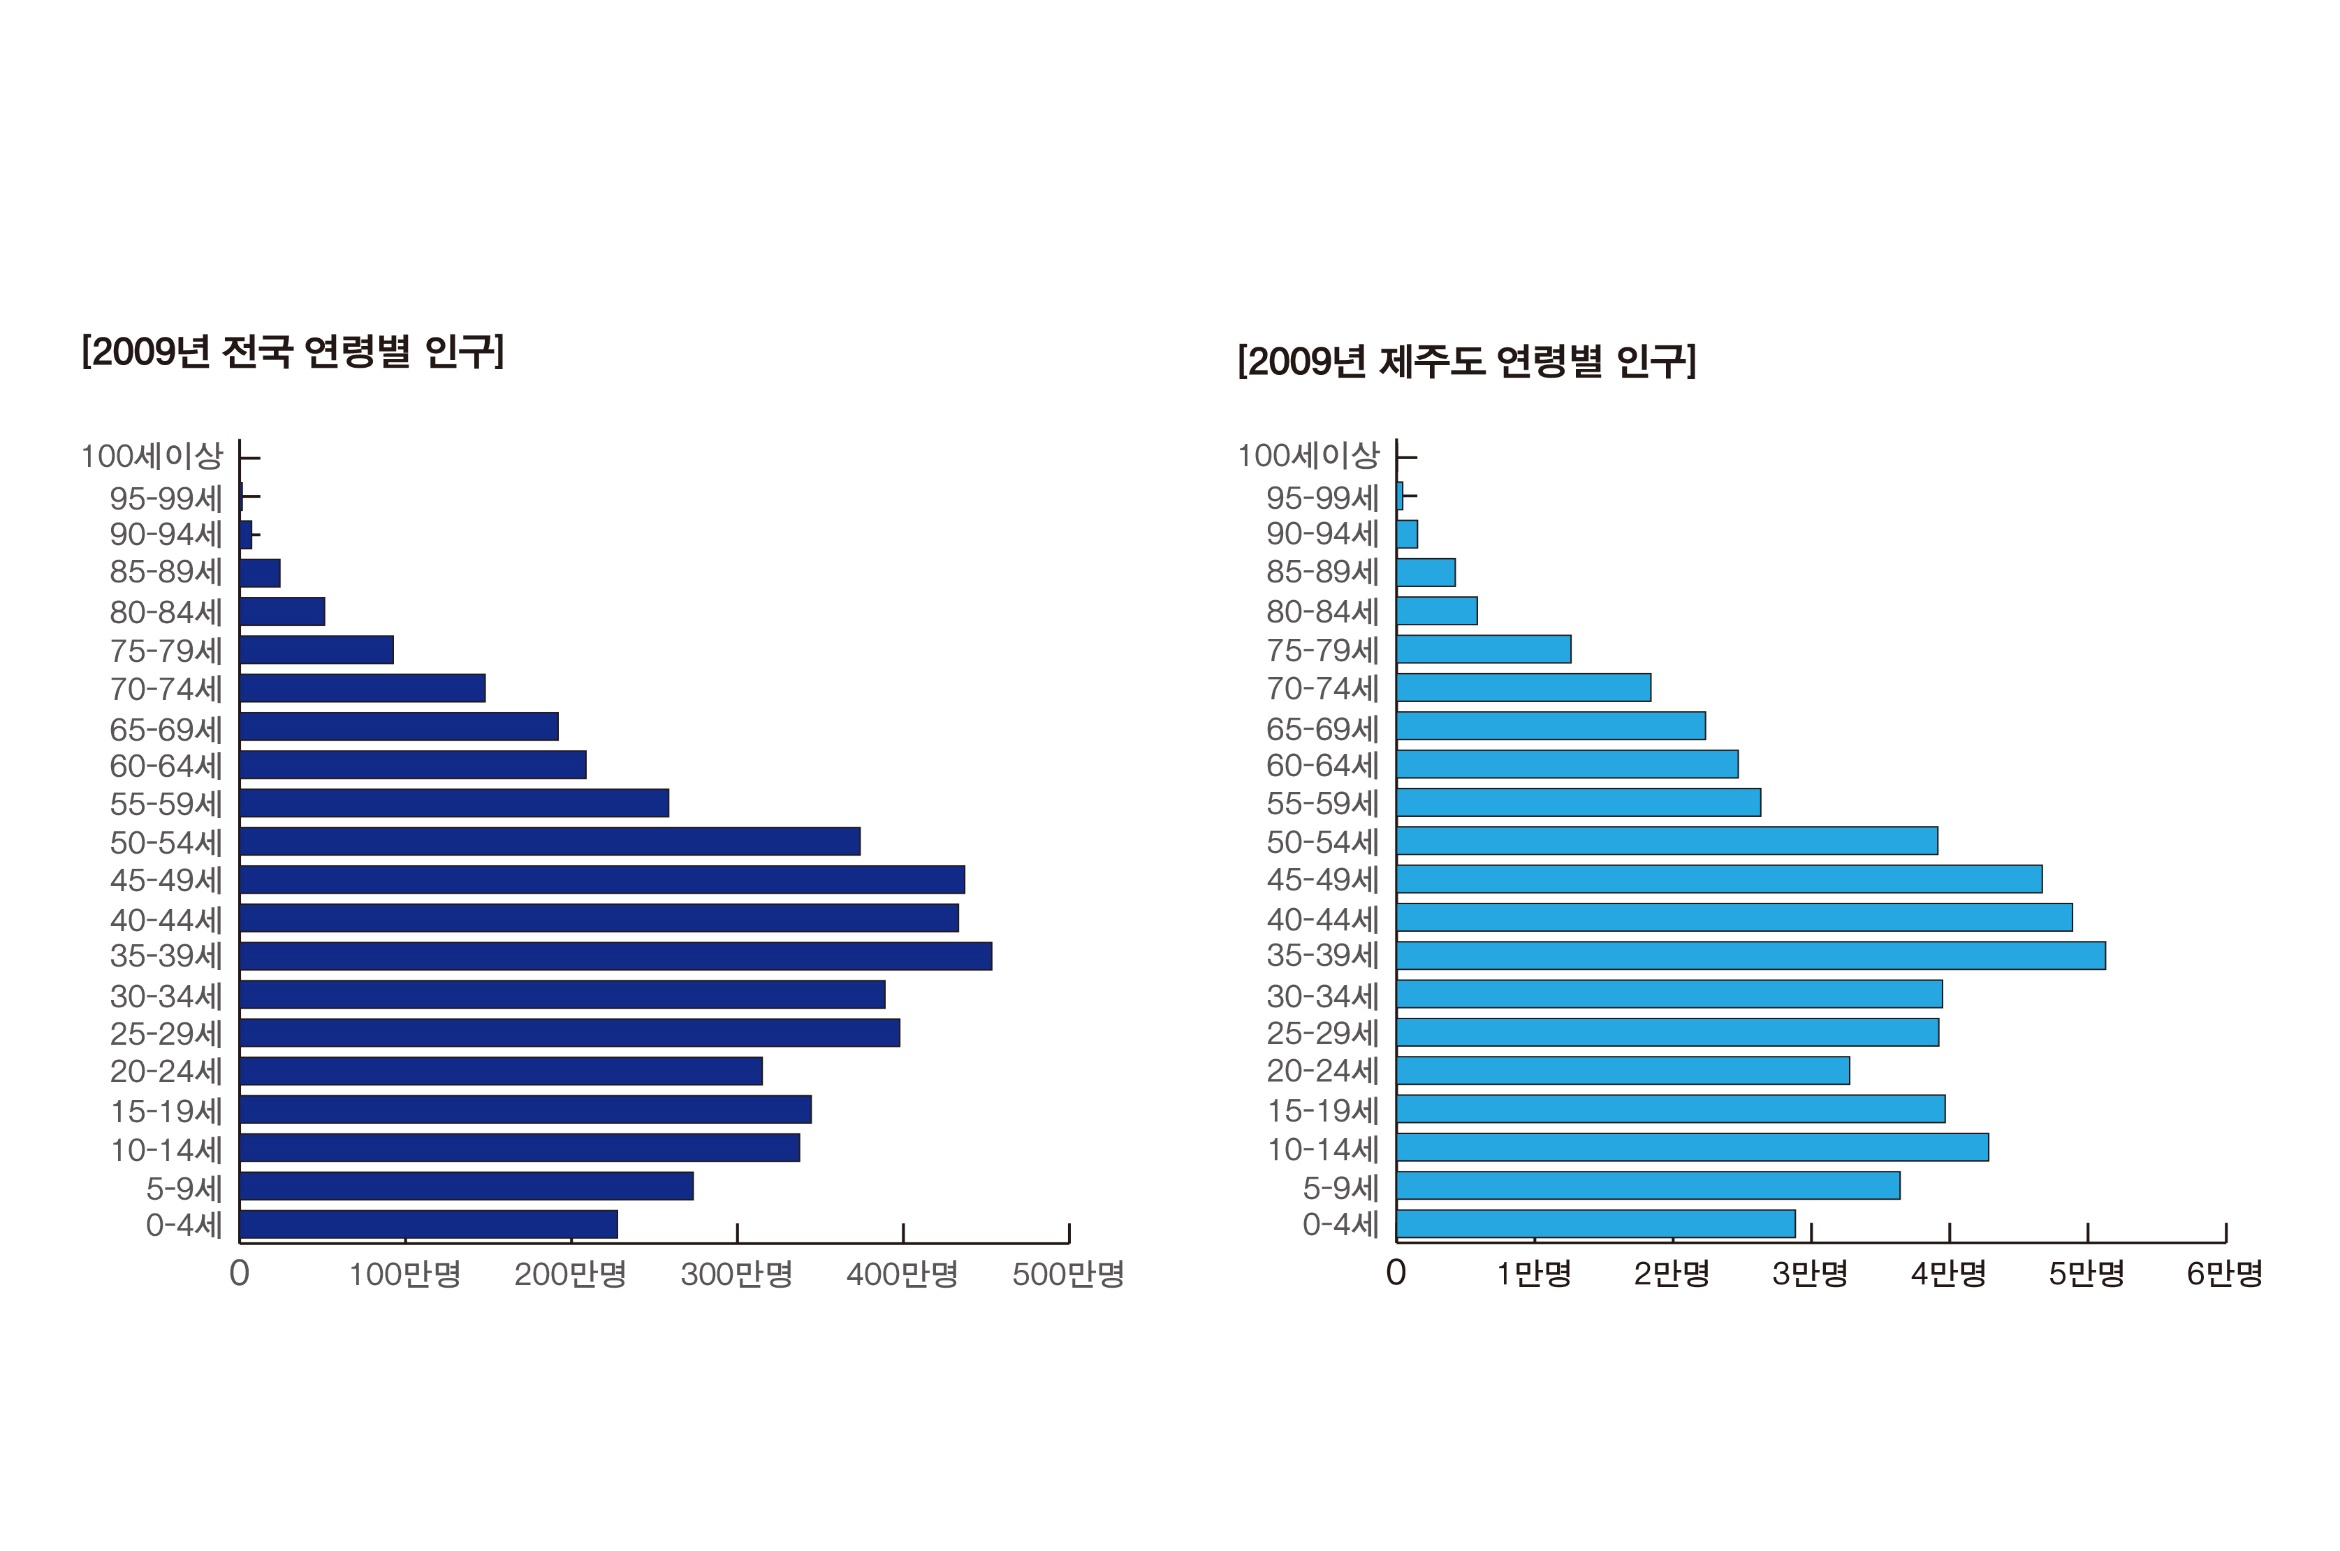 [2009년 전국 연령별 인구]
100세이상
95-99세
90-94세
85-89세
80-84세
75-79세
70-74세
65-69세
60-64세
55-59세
50-54세
45-49세
40-44세
35-39세
30-34세
25-29세
20-24세
15-19세
10-14세
5-9세
0-4세
0 100만명 200만명 300만명 400만명 500만명
[2009년 제주도 연령별 인구]
100세이상
95-99세
90-94세
85-89세
80-84세
75-79세
70-74세
65-69세
60-64세
55-59세
50-54세
45-49세
40-44세
35-39세
30-34세
25-29세
20-24세
15-19세
10-14세
5-9세
0-4세
0 1만명 2만명 3만명 4만명 5만명 6만명